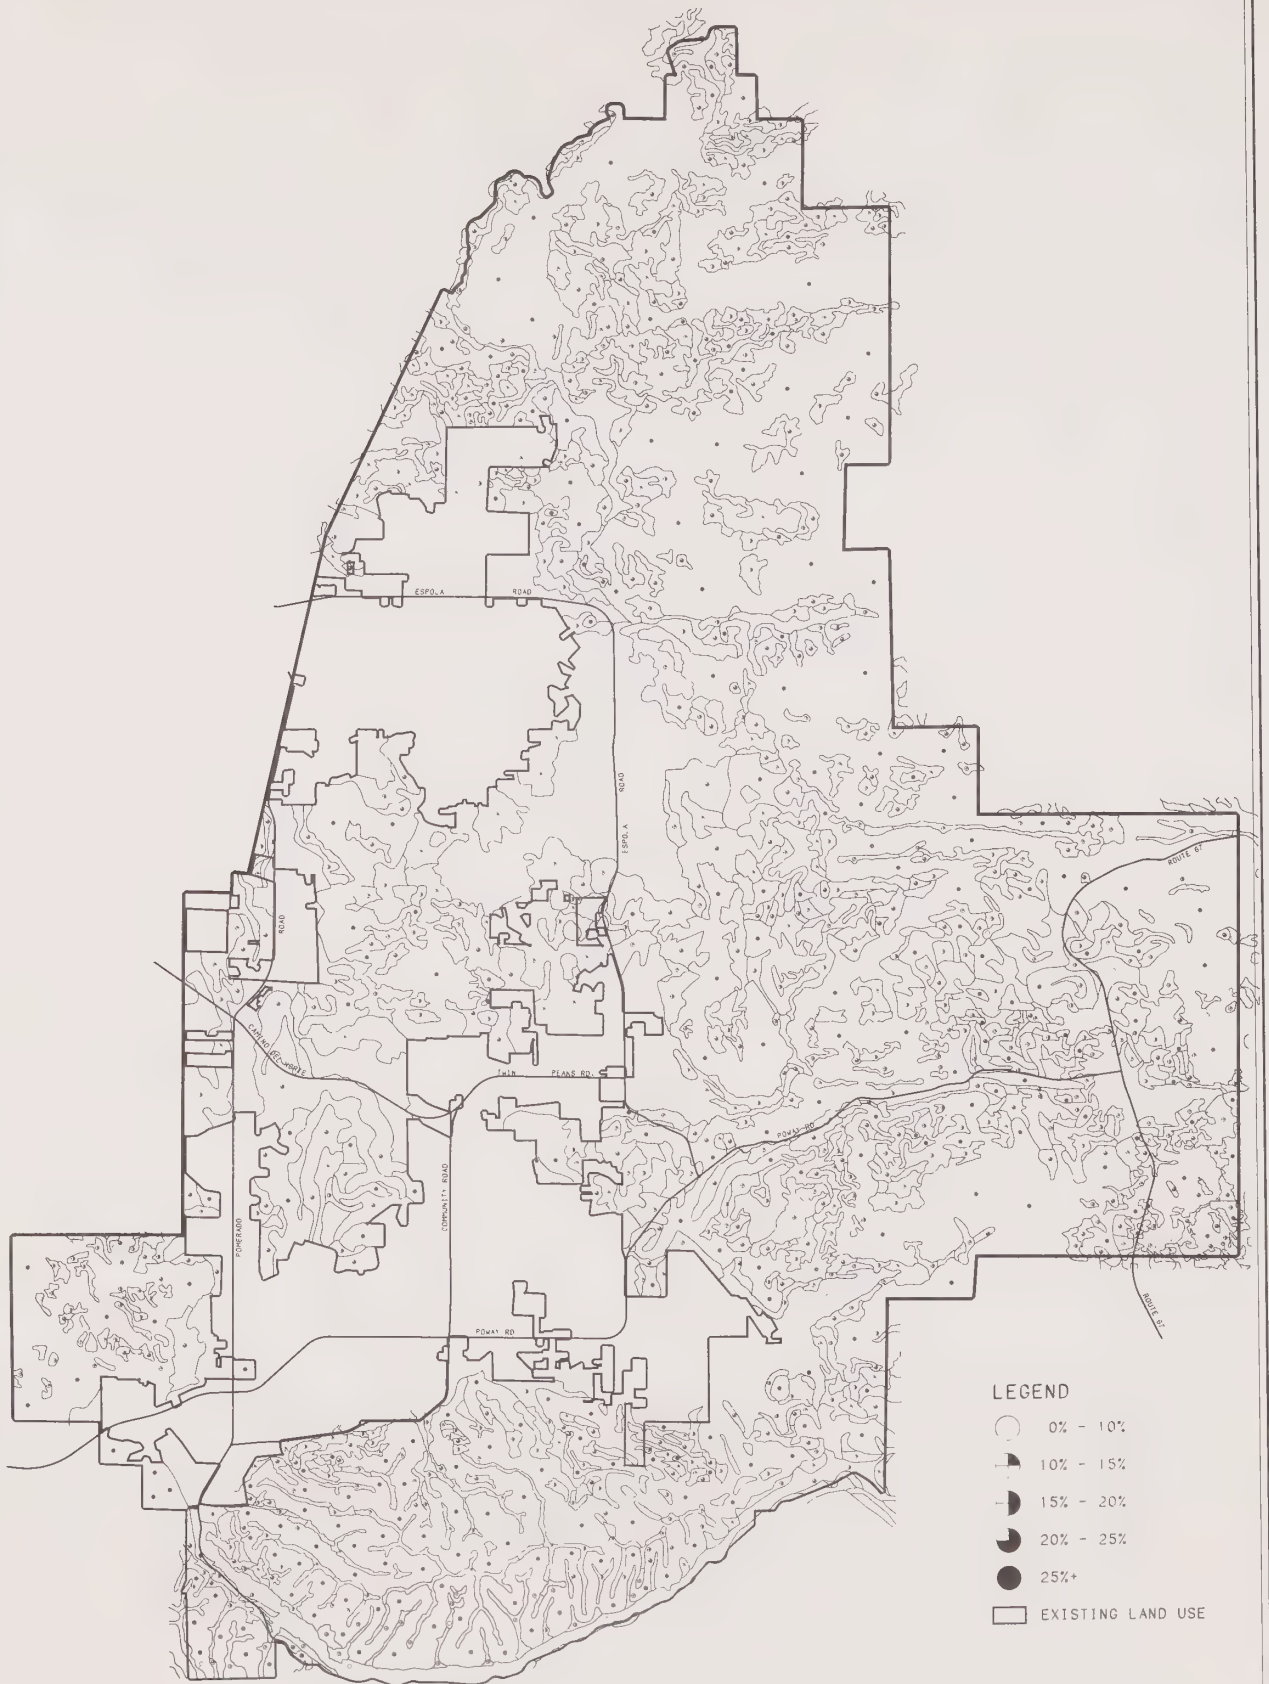 ESPOLA ROAD
ESPOLA ROAD
ROUTE 67
ROAD
CAMINO DEL NORTE
TWIN PEAKS RD.
POWAY RD
COMMUNITY ROAD
POMERADO
POWAY RD
ROUTE 67
LEGEND
0% - 10%
10% - 15%
15% - 20%
20% - 25%
25%+
EXISTING LAND USE